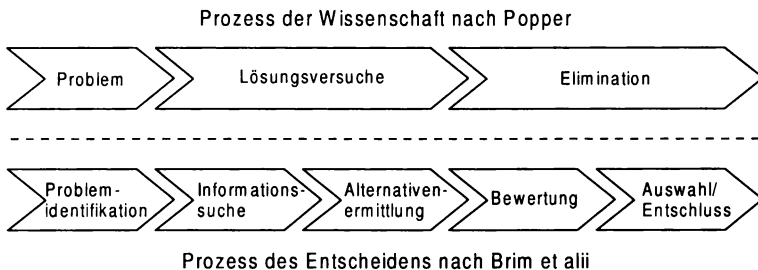 Prozess der Wissenschaft nach Popper
Problem
Lösungsversuche
Elimination
Problem-
identifikation
Informations-
suche
Alternativen-
ermittlung
Bewertung
Auswahl/
Entschluss
Prozess des Entscheidens nach Brim et alii